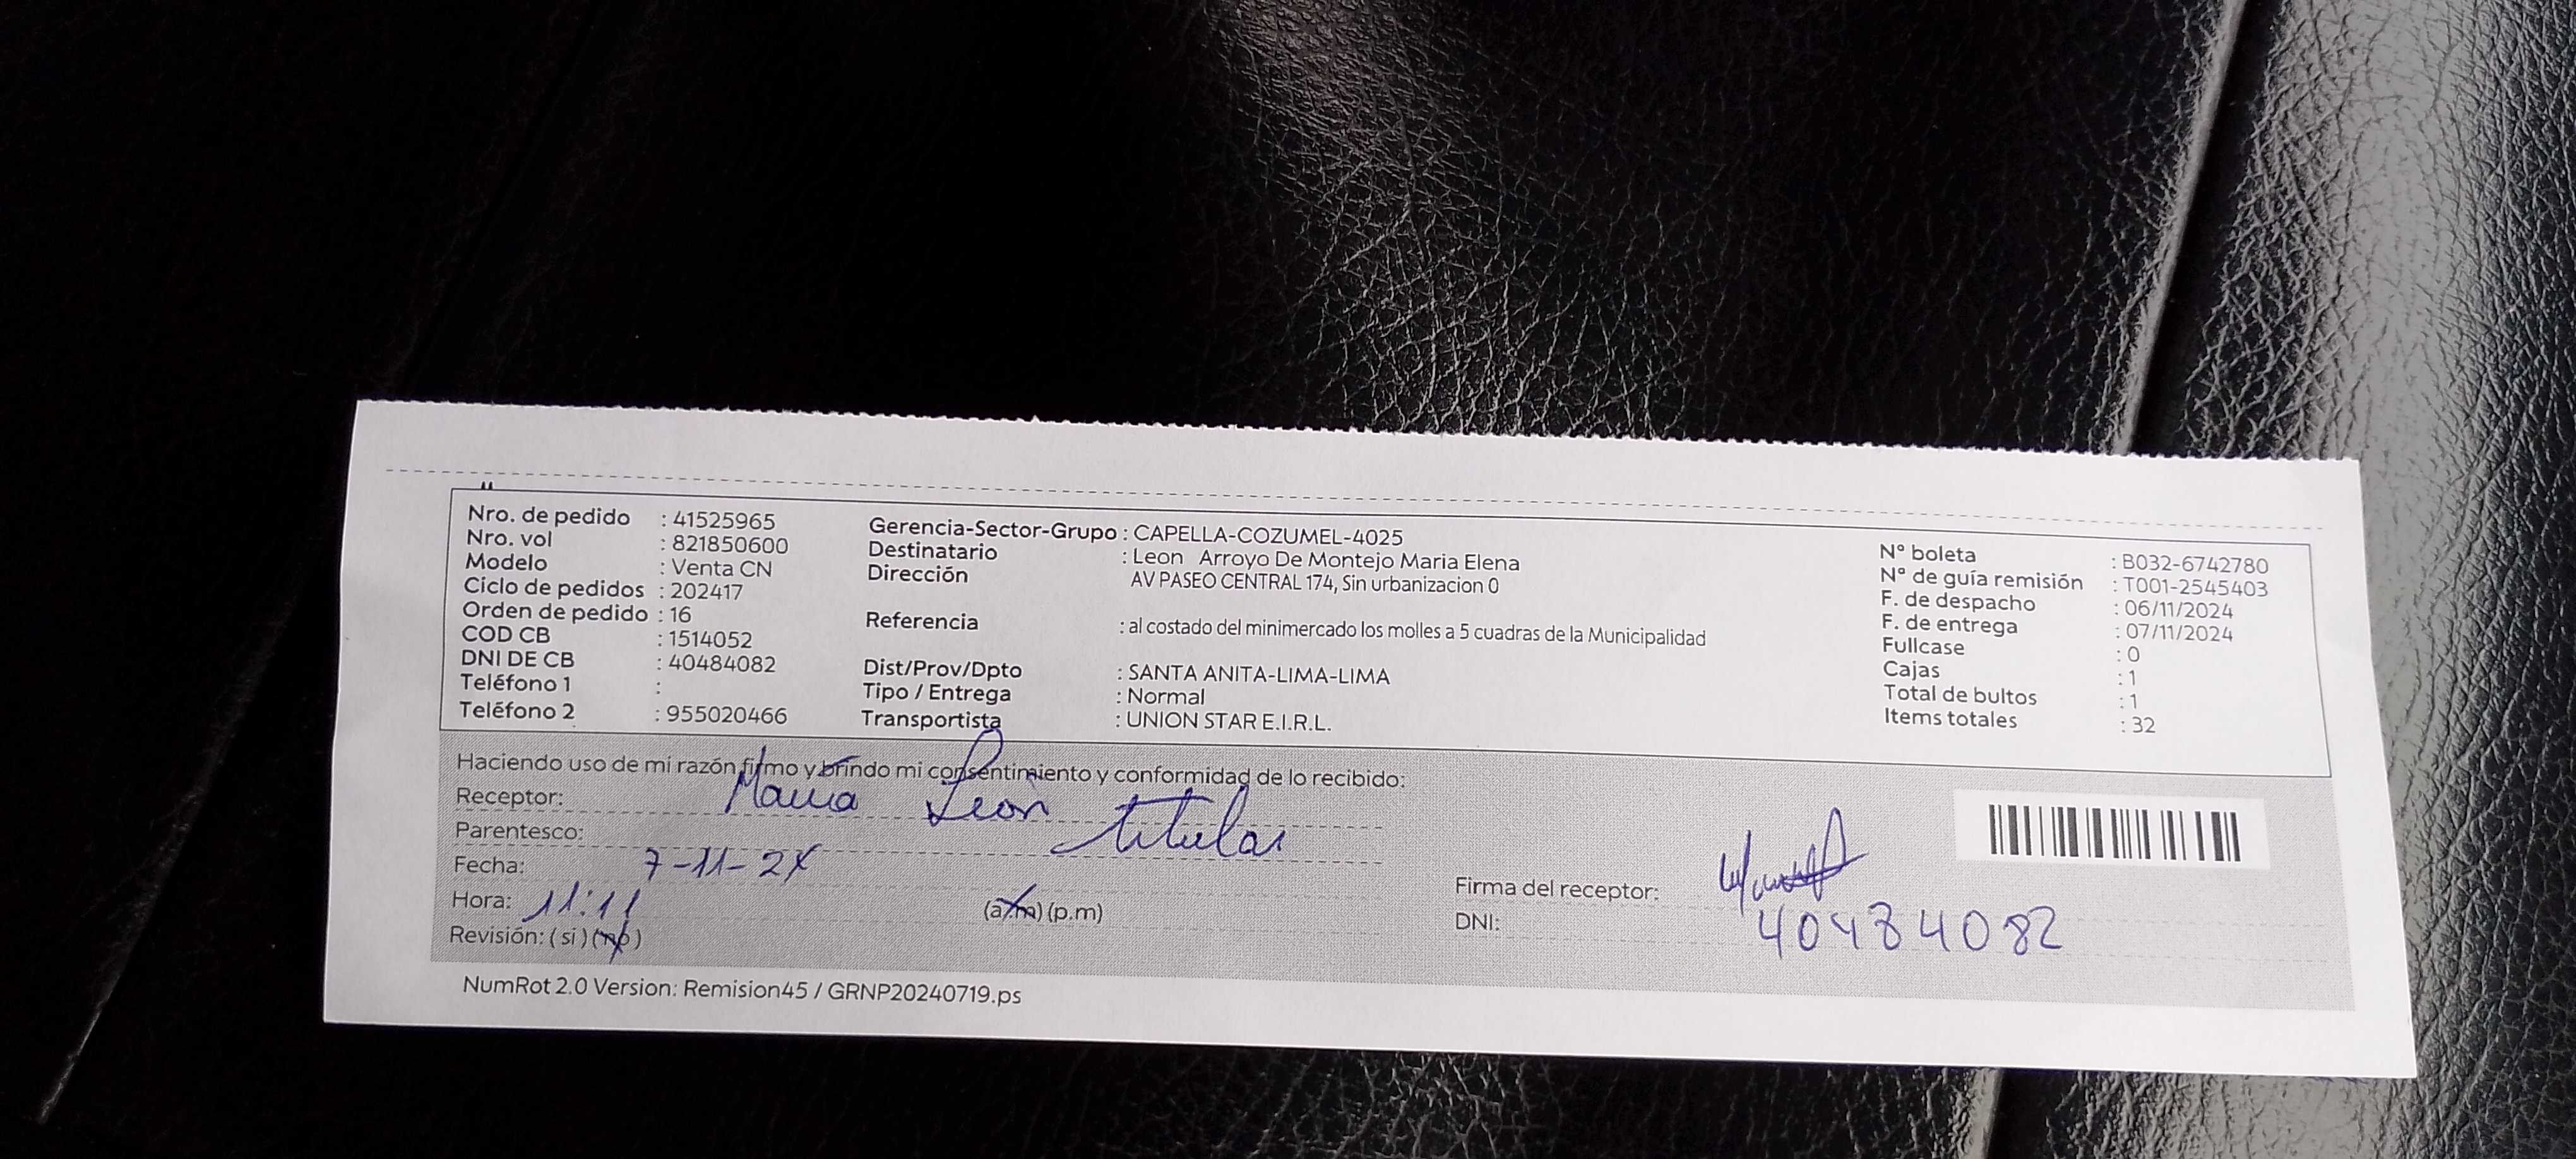 Nro. de pedido : 41525965
Nro. vol : 821850600
Modelo : Venta CN
Ciclo de pedidos : 202417
Orden de pedido : 16
COD CB : 1514052
DNI DE CB : 40484082
Teléfono 1 :
Teléfono 2 : 955020466
Gerencia-Sector-Grupo : CAPELLA-COZUMEL-4025
Destinatario : Leon Arroyo De Montejo Maria Elena
Dirección AV PASEO CENTRAL 174, Sin urbanizacion 0
Referencia : al costado del minimercado los molles a 5 cuadras de la Municipalidad
Dist/Prov/Dpto : SANTA ANITA-LIMA-LIMA
Tipo / Entrega : Normal
Transportista : UNION STAR E.I.R.L.
N° boleta : B032-6742780
N° de guía remisión : T001-2545403
F. de despacho : 06/11/2024
F. de entrega : 07/11/2024
Fullcase : 0
Cajas : 1
Total de bultos : 1
Items totales : 32
Haciendo uso de mi razón firmo y brindo mi consentimiento y conformidad de lo recibido:
Receptor: Maria Leon
Parentesco: titular
Fecha: 7-11-24
Hora: 11:11 (a.m) (p.m)
Revisión: ( si ) ( no )
Firma del receptor:
DNI: 40484082
NumRot 2.0 Version: Remision45 / GRNP20240719.ps